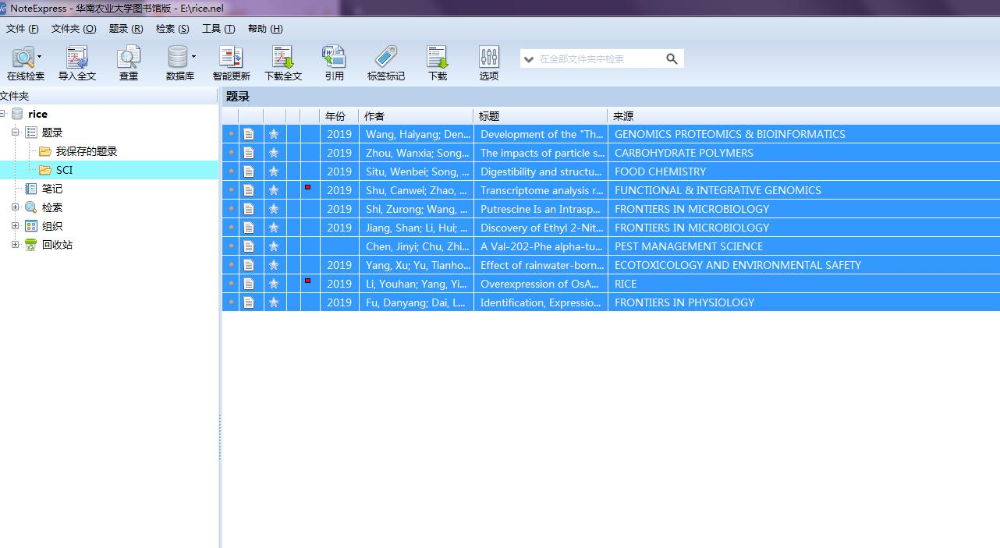 NoteExpress - 华南农业大学图书馆版 - E:\rice.nel
文件 (F) 文件夹 (O) 题录 (R) 检索 (S) 工具 (T) 帮助 (H)
在线检索 导入全文 查重 数据库 智能更新 下载全文 引用 标签标记 下载 选项 在全部文件夹中检索
文件夹
rice
题录
我保存的题录
SCI
笔记
检索
组织
回收站
题录
年份 作者 标题 来源
2019 Wang, Haiyang; Den... Development of the "Th... GENOMICS PROTEOMICS & BIOINFORMATICS
2019 Zhou, Wanxia; Song... The impacts of particle s... CARBOHYDRATE POLYMERS
2019 Situ, Wenbei; Song, ... Digestibility and structu... FOOD CHEMISTRY
2019 Shu, Canwei; Zhao, ... Transcriptome analysis r... FUNCTIONAL & INTEGRATIVE GENOMICS
2019 Shi, Zurong; Wang, ... Putrescine Is an Intrasp... FRONTIERS IN MICROBIOLOGY
2019 Jiang, Shan; Li, Hui; ... Discovery of Ethyl 2-Nit... FRONTIERS IN MICROBIOLOGY
Chen, Jinyi; Chu, Zhi... A Val-202-Phe alpha-tu... PEST MANAGEMENT SCIENCE
2019 Yang, Xu; Yu, Tianho... Effect of rainwater-born... ECOTOXICOLOGY AND ENVIRONMENTAL SAFETY
2019 Li, Youhan; Yang, Yi... Overexpression of OsA... RICE
2019 Fu, Danyang; Dai, L... Identification, Expressio... FRONTIERS IN PHYSIOLOGY